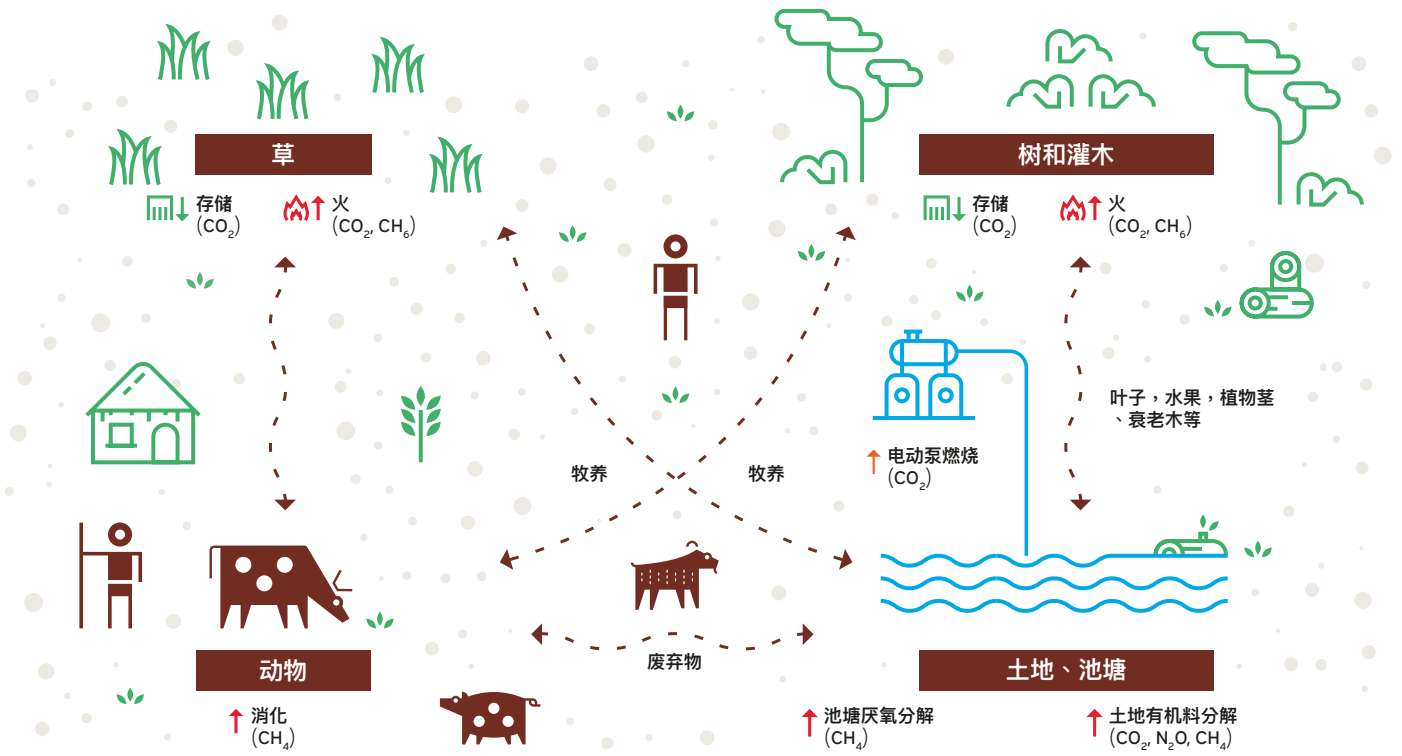 草
树和灌木
存储
(CO₂)
火
(CO₂, CH₆)
存储
(CO₂)
火
(CO₂, CH₆)
叶子，水果，植物茎
、衰老木等
牧养
牧养
电动泵燃烧
(CO₂)
废弃物
动物
土地、池塘
消化
(CH₄)
池塘厌氧分解
(CH₄)
土地有机料分解
(CO₂, N₂O, CH₄)